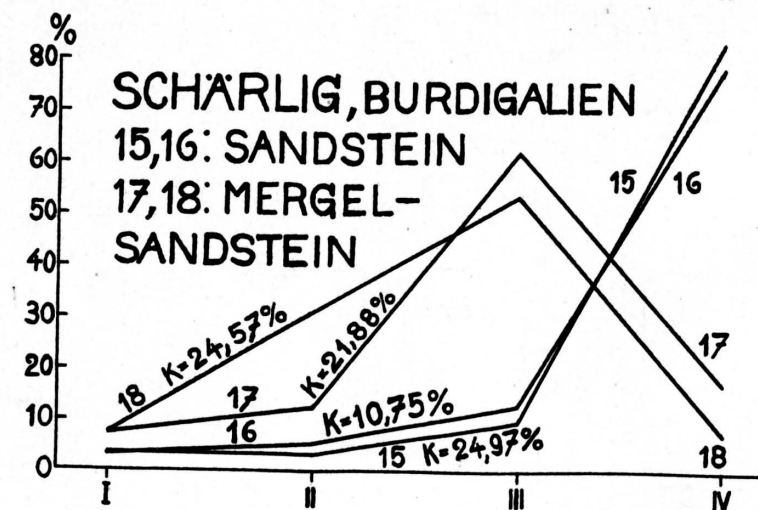 %
80
70
60
50
40
30
20
10
0
SCHÄRLIG, BURDIGALIEN
15,16: SANDSTEIN
17,18: MERGEL-
SANDSTEIN
15
16
18 K=24,57%
K=21,88%
17
17
16
K=10,75%
15 K=24,97%
18
I II III IV